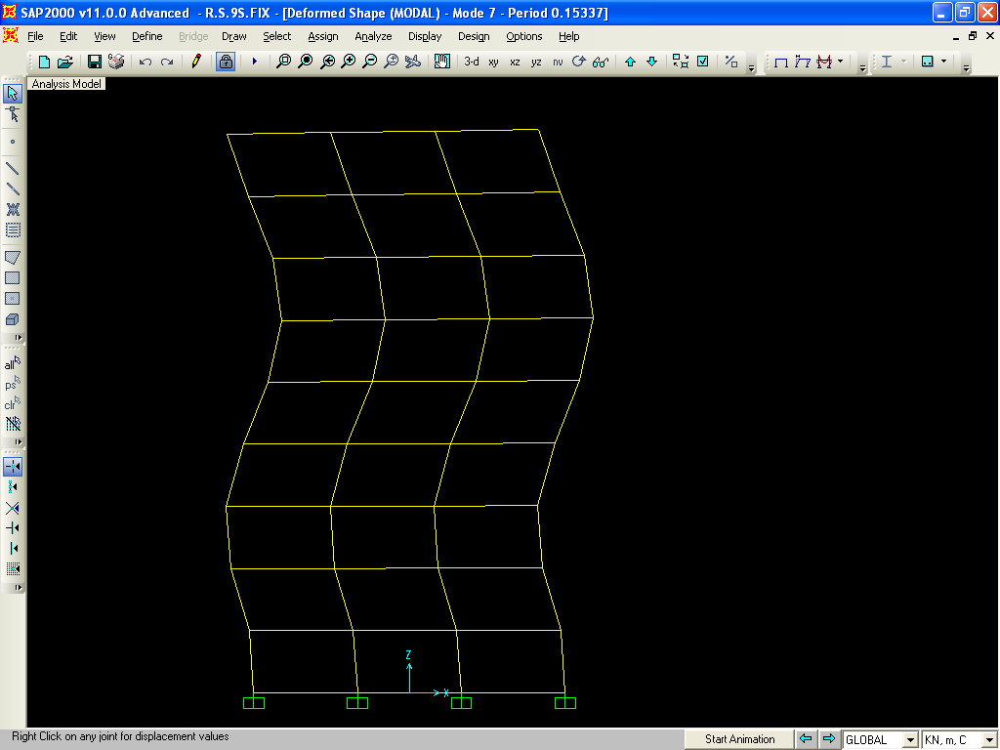 SAP2000 v11.0.0 Advanced - R.S.9S.FIX - [Deformed Shape (MODAL) - Mode 7 - Period 0.15337]
File Edit View Define Bridge Draw Select Assign Analyze Display Design Options Help
3-d xy xz yz nv
Analysis Model
all
ps
clr
Z
X
Right Click on any joint for displacement values
Start Animation
GLOBAL
KN, m, C